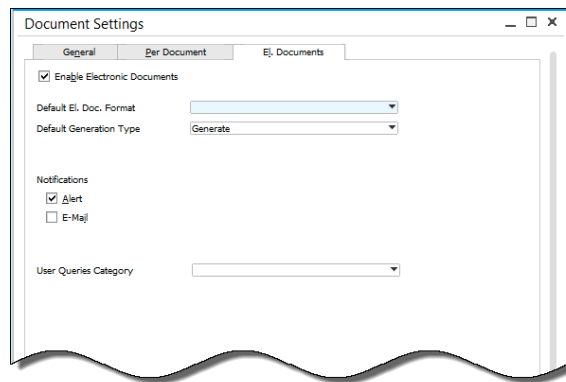 Document Settings
General Per Document El. Documents
Enable Electronic Documents
Default El. Doc. Format
Default Generation Type Generate
Notifications
Alert
E-Mail
User Queries Category